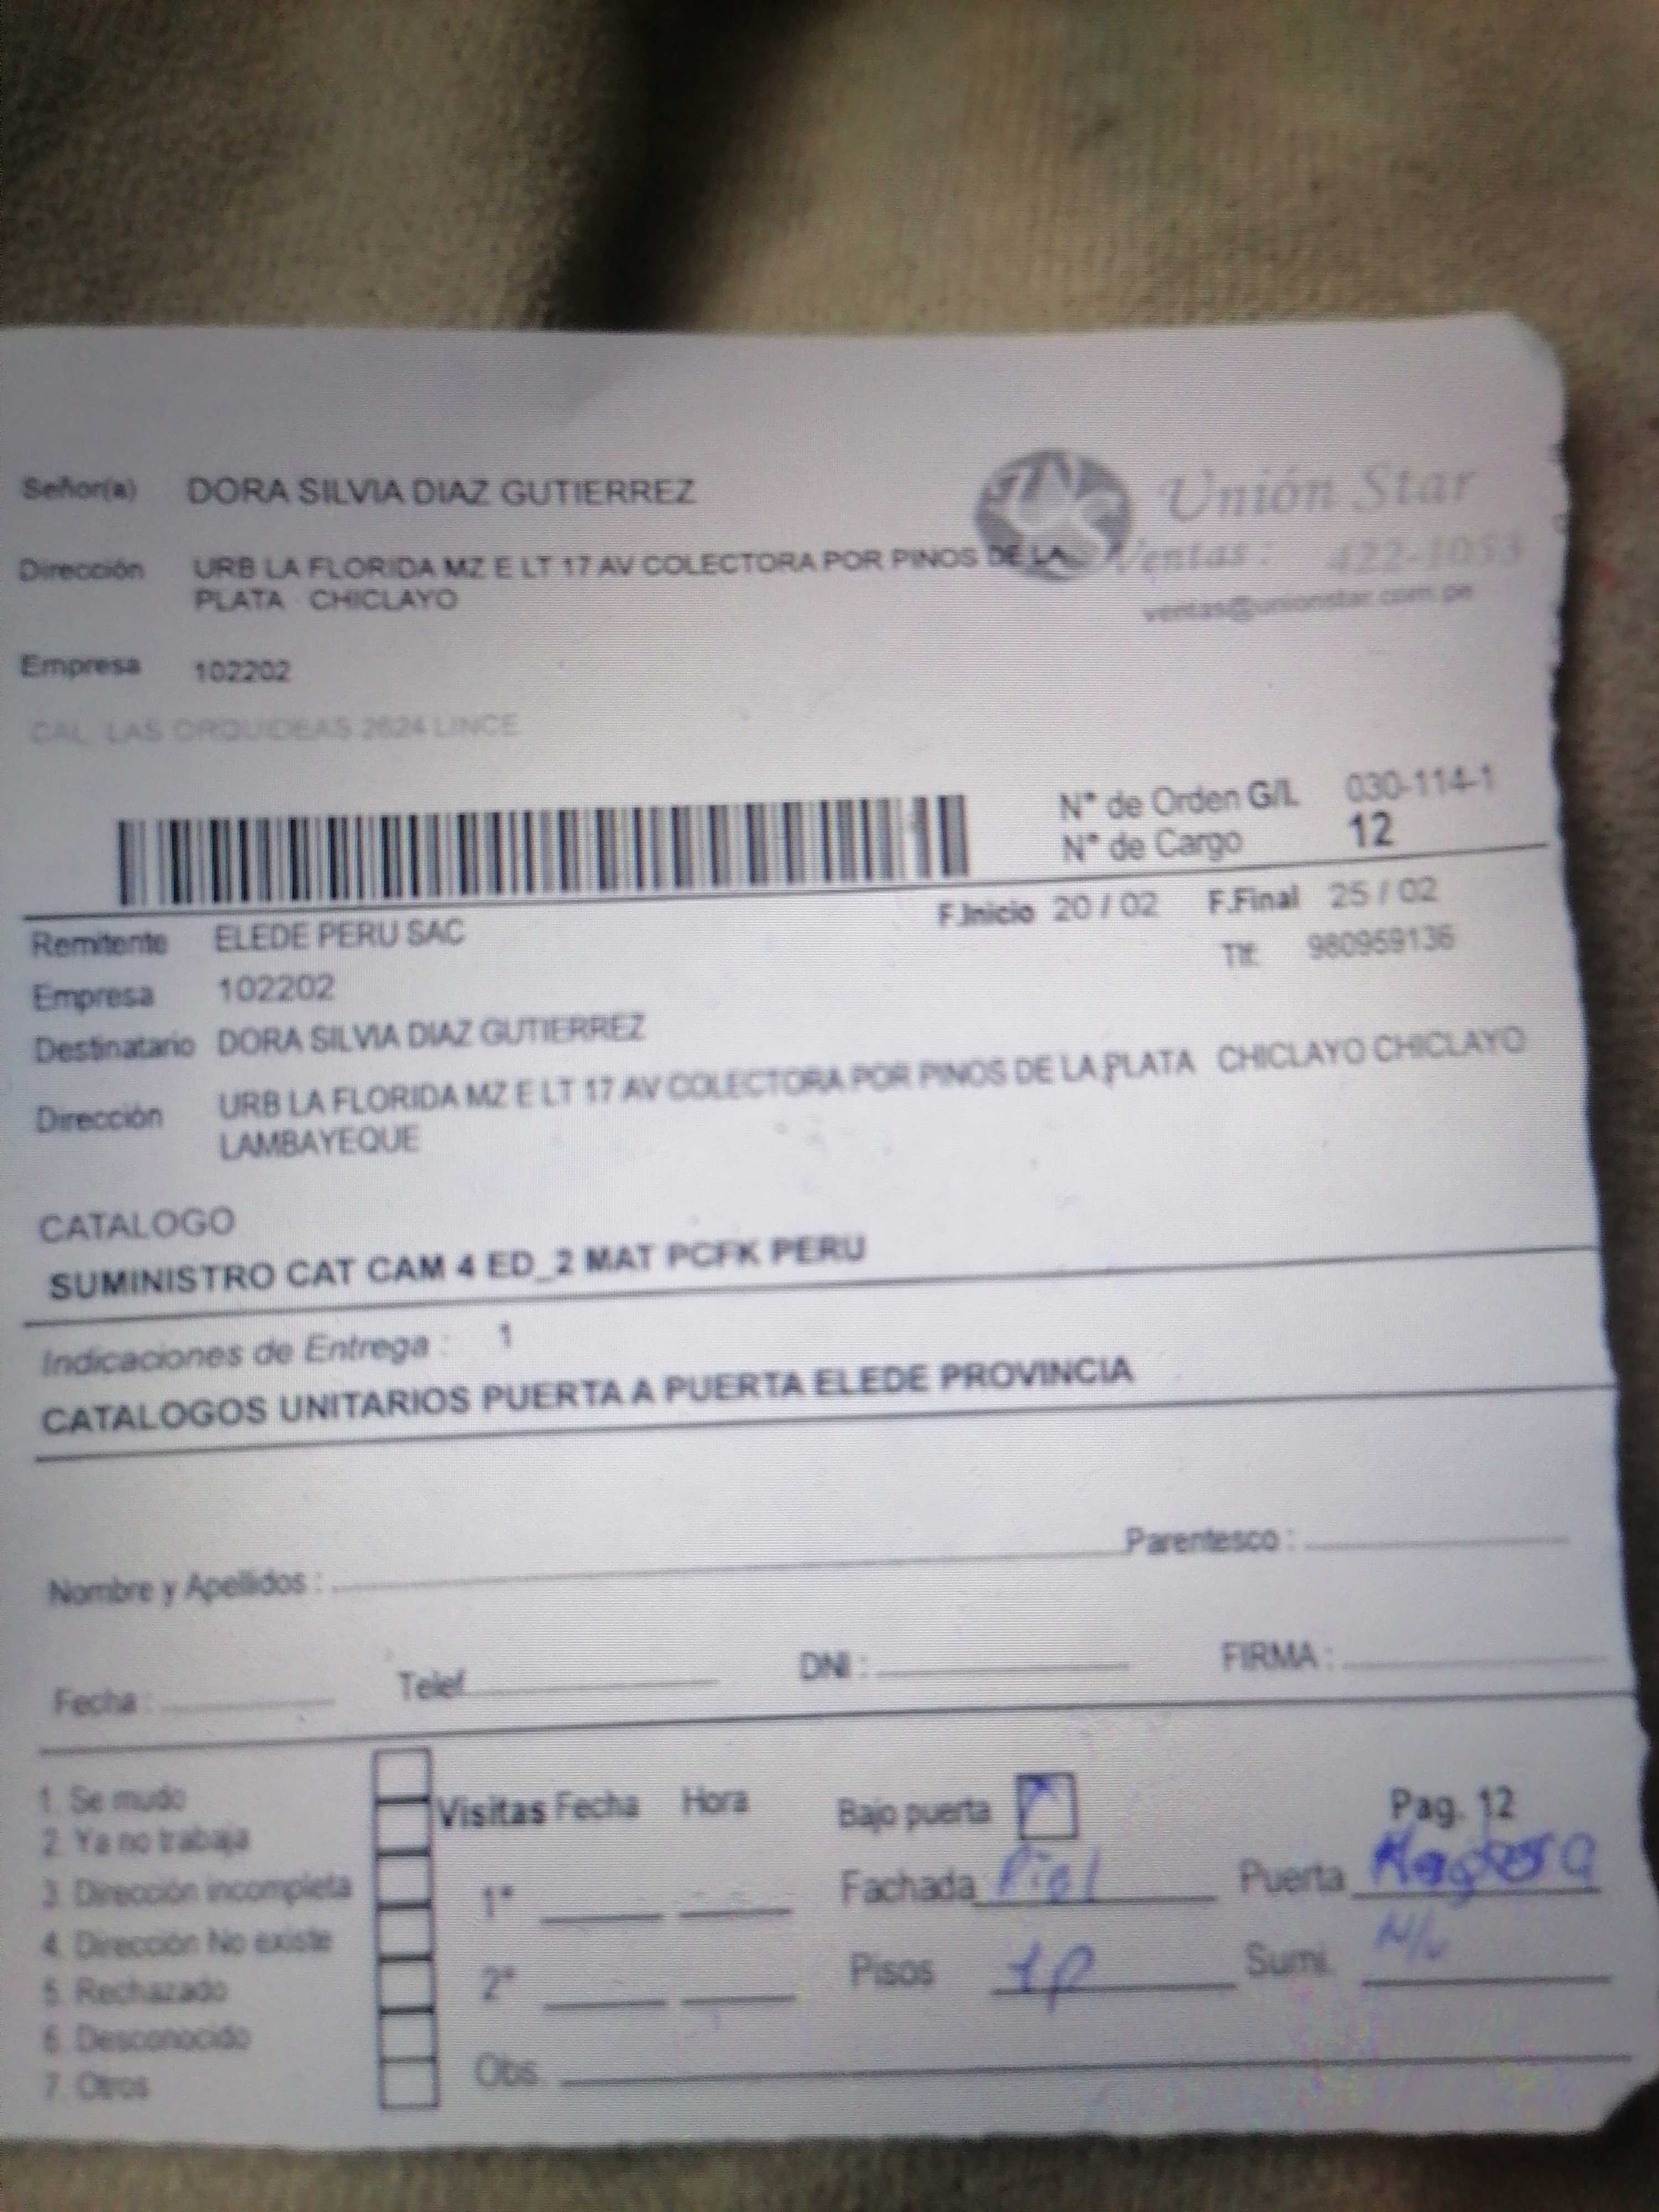 Señor(a) DORA SILVIA DIAZ GUTIERREZ
Unión Star
Dirección URB LA FLORIDA MZ E LT 17 AV COLECTORA POR PINOS DE LA
PLATA CHICLAYO
Ventas: 422-1053
ventas@unionstar.com.pe
Empresa 102202
CAL LAS ORQUIDEAS 2624 LINCE
N° de Orden G/L 030-114-1
N° de Cargo 12
F.Inicio 20 / 02 F.Final 25 / 02
Remitente ELEDE PERU SAC
Tlf: 980959136
Empresa 102202
Destinatario DORA SILVIA DIAZ GUTIERREZ
Dirección URB LA FLORIDA MZ E LT 17 AV COLECTORA POR PINOS DE LA PLATA CHICLAYO CHICLAYO
LAMBAYEQUE
CATALOGO
SUMINISTRO CAT CAM 4 ED_2 MAT PCFK PERU
Indicaciones de Entrega : 1
CATALOGOS UNITARIOS PUERTA A PUERTA ELEDE PROVINCIA
Nombre y Apellidos : Parentesco :
Fecha : Telef. DNI : FIRMA :
1. Se mudo
2. Ya no trabaja
3. Dirección incompleta
4. Dirección No existe
5. Rechazado
6. Desconocido
7. Otros
Visitas Fecha Hora
1°
2°
Obs.
Bajo puerta
Pag. 12
Fachada Puerta
Pisos 1p Sumi.